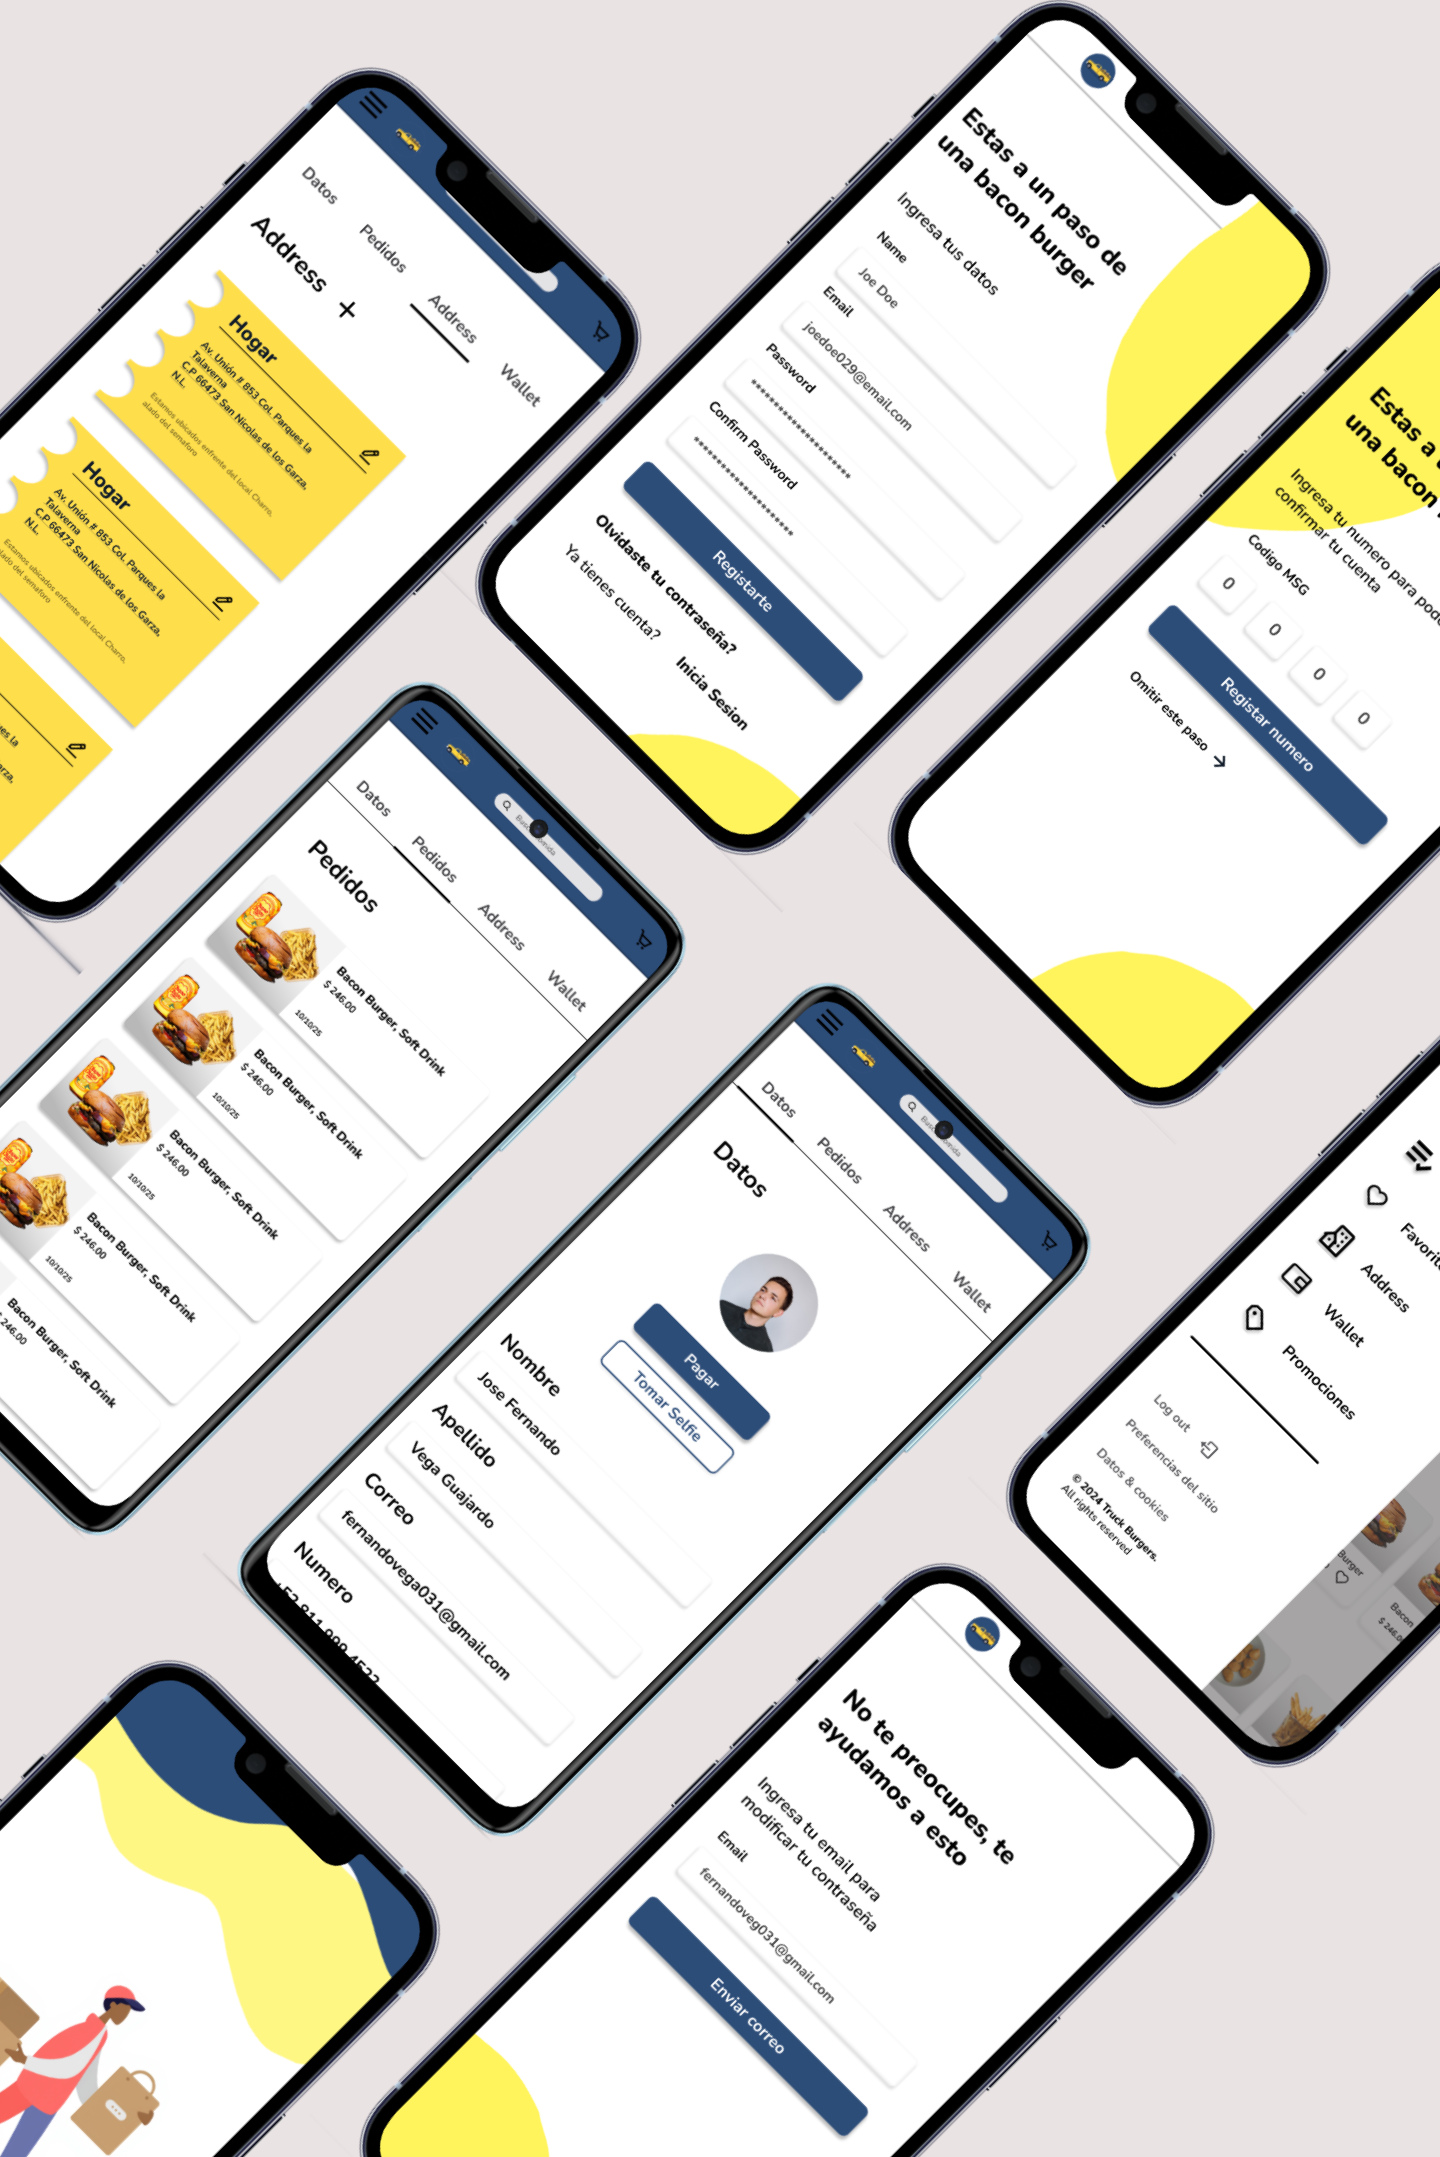 Datos
Pedidos
Address
Wallet
Address +
Hogar
Av. Unión # 853 Col. Parques la
Talaverna
C.P 66473 San Nicolas de los Garza,
N.L.
Estamos ubicados enfrente del local Charro,
alado del semaforo
Hogar
Av. Unión # 853 Col. Parques la
Talaverna
C.P 66473 San Nicolas de los Garza,
N.L.
Estamos ubicados enfrente del local Charro,
alado del semaforo
Estas a un paso de
una bacon burger
Ingresa tus datos
Name
Joe Doe
Email
joedoe029@email.com
Password
Confirm Password
Registarte
Olvidaste tu contraseña?
Ya tienes cuenta?
Inicia Sesion
Estas a
una bacon
Ingresa tu numero para
confirmar tu cuenta
Codigo MSG
0
0
0
0
Registar numero
Omitir este paso
Datos
Pedidos
Address
Wallet
Pedidos
Bacon Burger, Soft Drink
$ 246.00
10/10/25
Bacon Burger, Soft Drink
$ 246.00
10/10/25
Bacon Burger, Soft Drink
$ 246.00
10/10/25
Bacon Burger, Soft Drink
$ 246.00
10/10/25
Bacon Burger, Soft Drink
246.00
Datos
Pedidos
Address
Wallet
Datos
Pagar
Tomar Selfie
Nombre
Jose Fernando
Apellido
Vega Guajardo
Correo
fernandovega031@gmail.com
Numero
Address
Wallet
Promociones
Log out
Preferencias del sitio
Datos & cookies
© 2024 Truck Burgers.
All rights reserved
Burger
Bacon
No te preocupes, te
ayudamos a esto
Ingresa tu email para
modificar tu contraseña
Email
fernandoveg031@gmail.com
Enviar correo